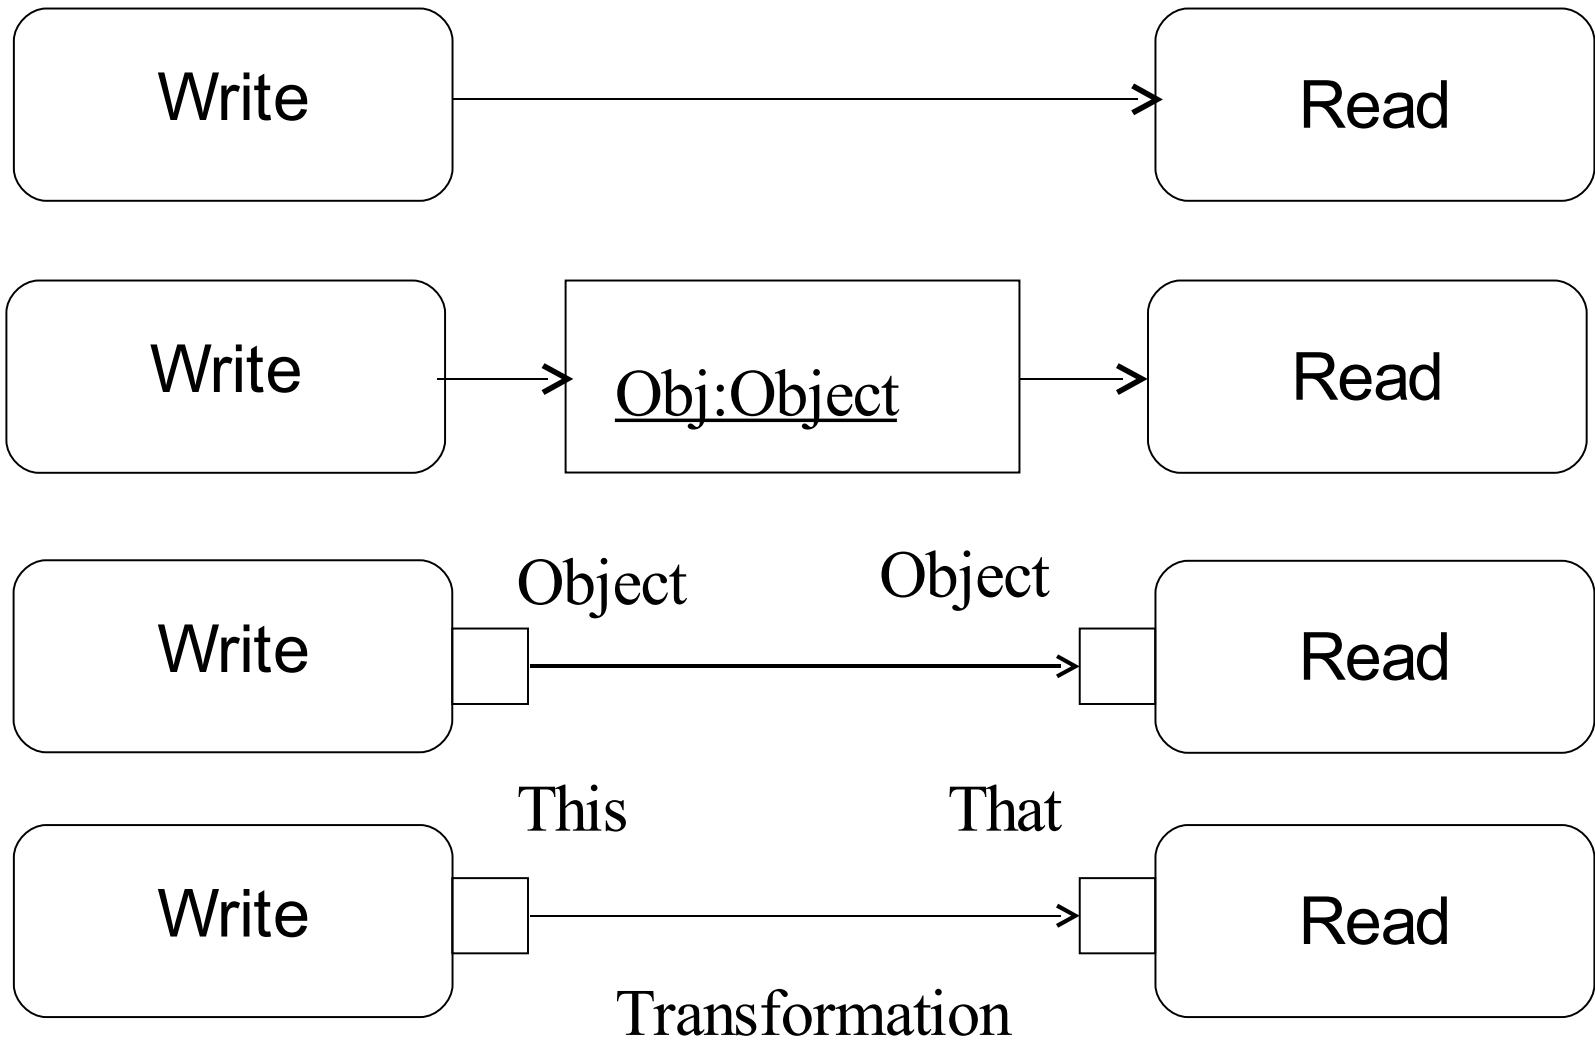 Write Read
Write Obj:Object Read
Object Object
Write Read
This That
Write Read
Transformation